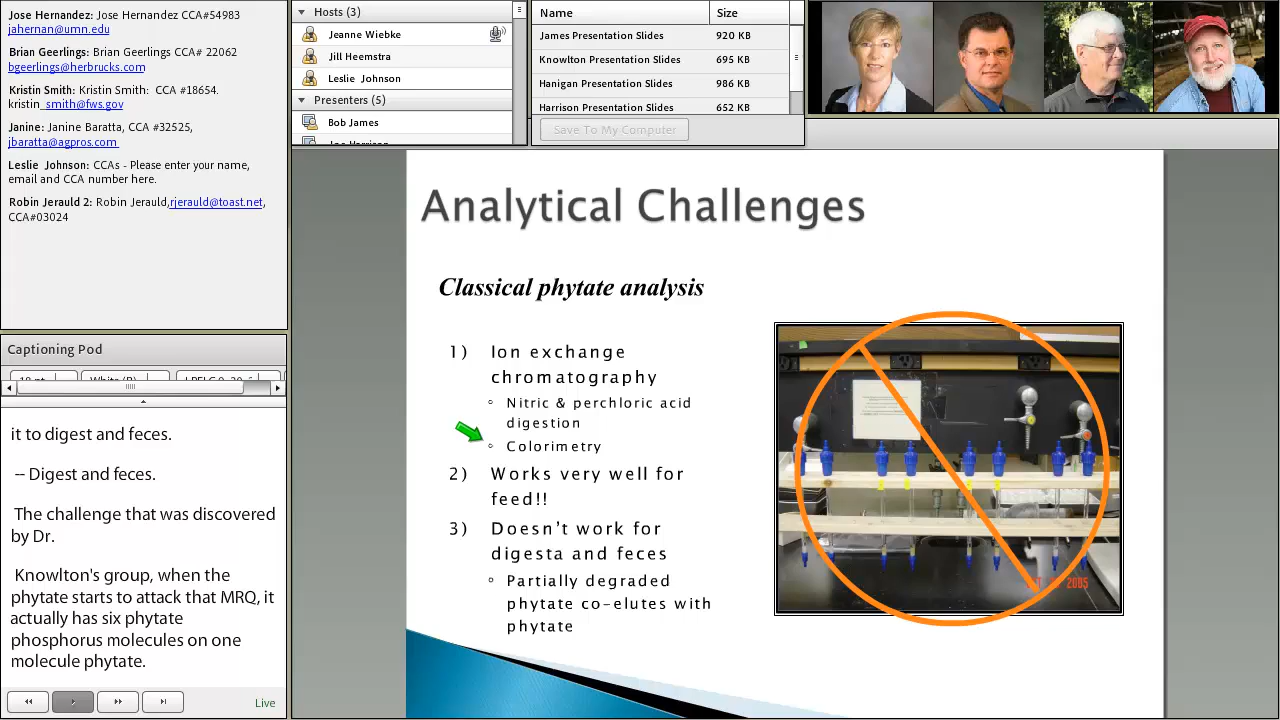 Jose Hernandez: Jose Hernandez CCA#54983
jahernan@umn.edu
Brian Geerlings: Brian Geerlings CCA# 22062
bgeerlings@herbrucks.com
Kristin Smith: Kristin Smith: CCA #18654.
kristin_smith@fws.gov
Janine: Janine Baratta, CCA #32525,
jbaratta@agpros.com
Leslie Johnson: CCAs - Please enter your name,
email and CCA number here.
Robin Jerauld 2: Robin Jerauld,rjerauld@toast.net,
CCA#03024
Captioning Pod
it to digest and feces.
-- Digest and feces.
The challenge that was discovered
by Dr.
Knowlton's group, when the
phytate starts to attack that MRQ, it
actually has six phytate
phosphorus molecules on one
molecule phytate.
Live
Hosts (3)
Jeanne Wiebke
Jill Heemstra
Leslie Johnson
Presenters (5)
Bob James
Name Size
James Presentation Slides 920 KB
Knowlton Presentation Slides 695 KB
Hanigan Presentation Slides 986 KB
Harrison Presentation Slides 652 KB
Save To My Computer
Analytical Challenges
Classical phytate analysis
1) Ion exchange
chromatography
◦ Nitric & perchloric acid
digestion
◦ Colorimetry
2) Works very well for
feed!!
3) Doesn't work for
digesta and feces
◦ Partially degraded
phytate co-elutes with
phytate
2005